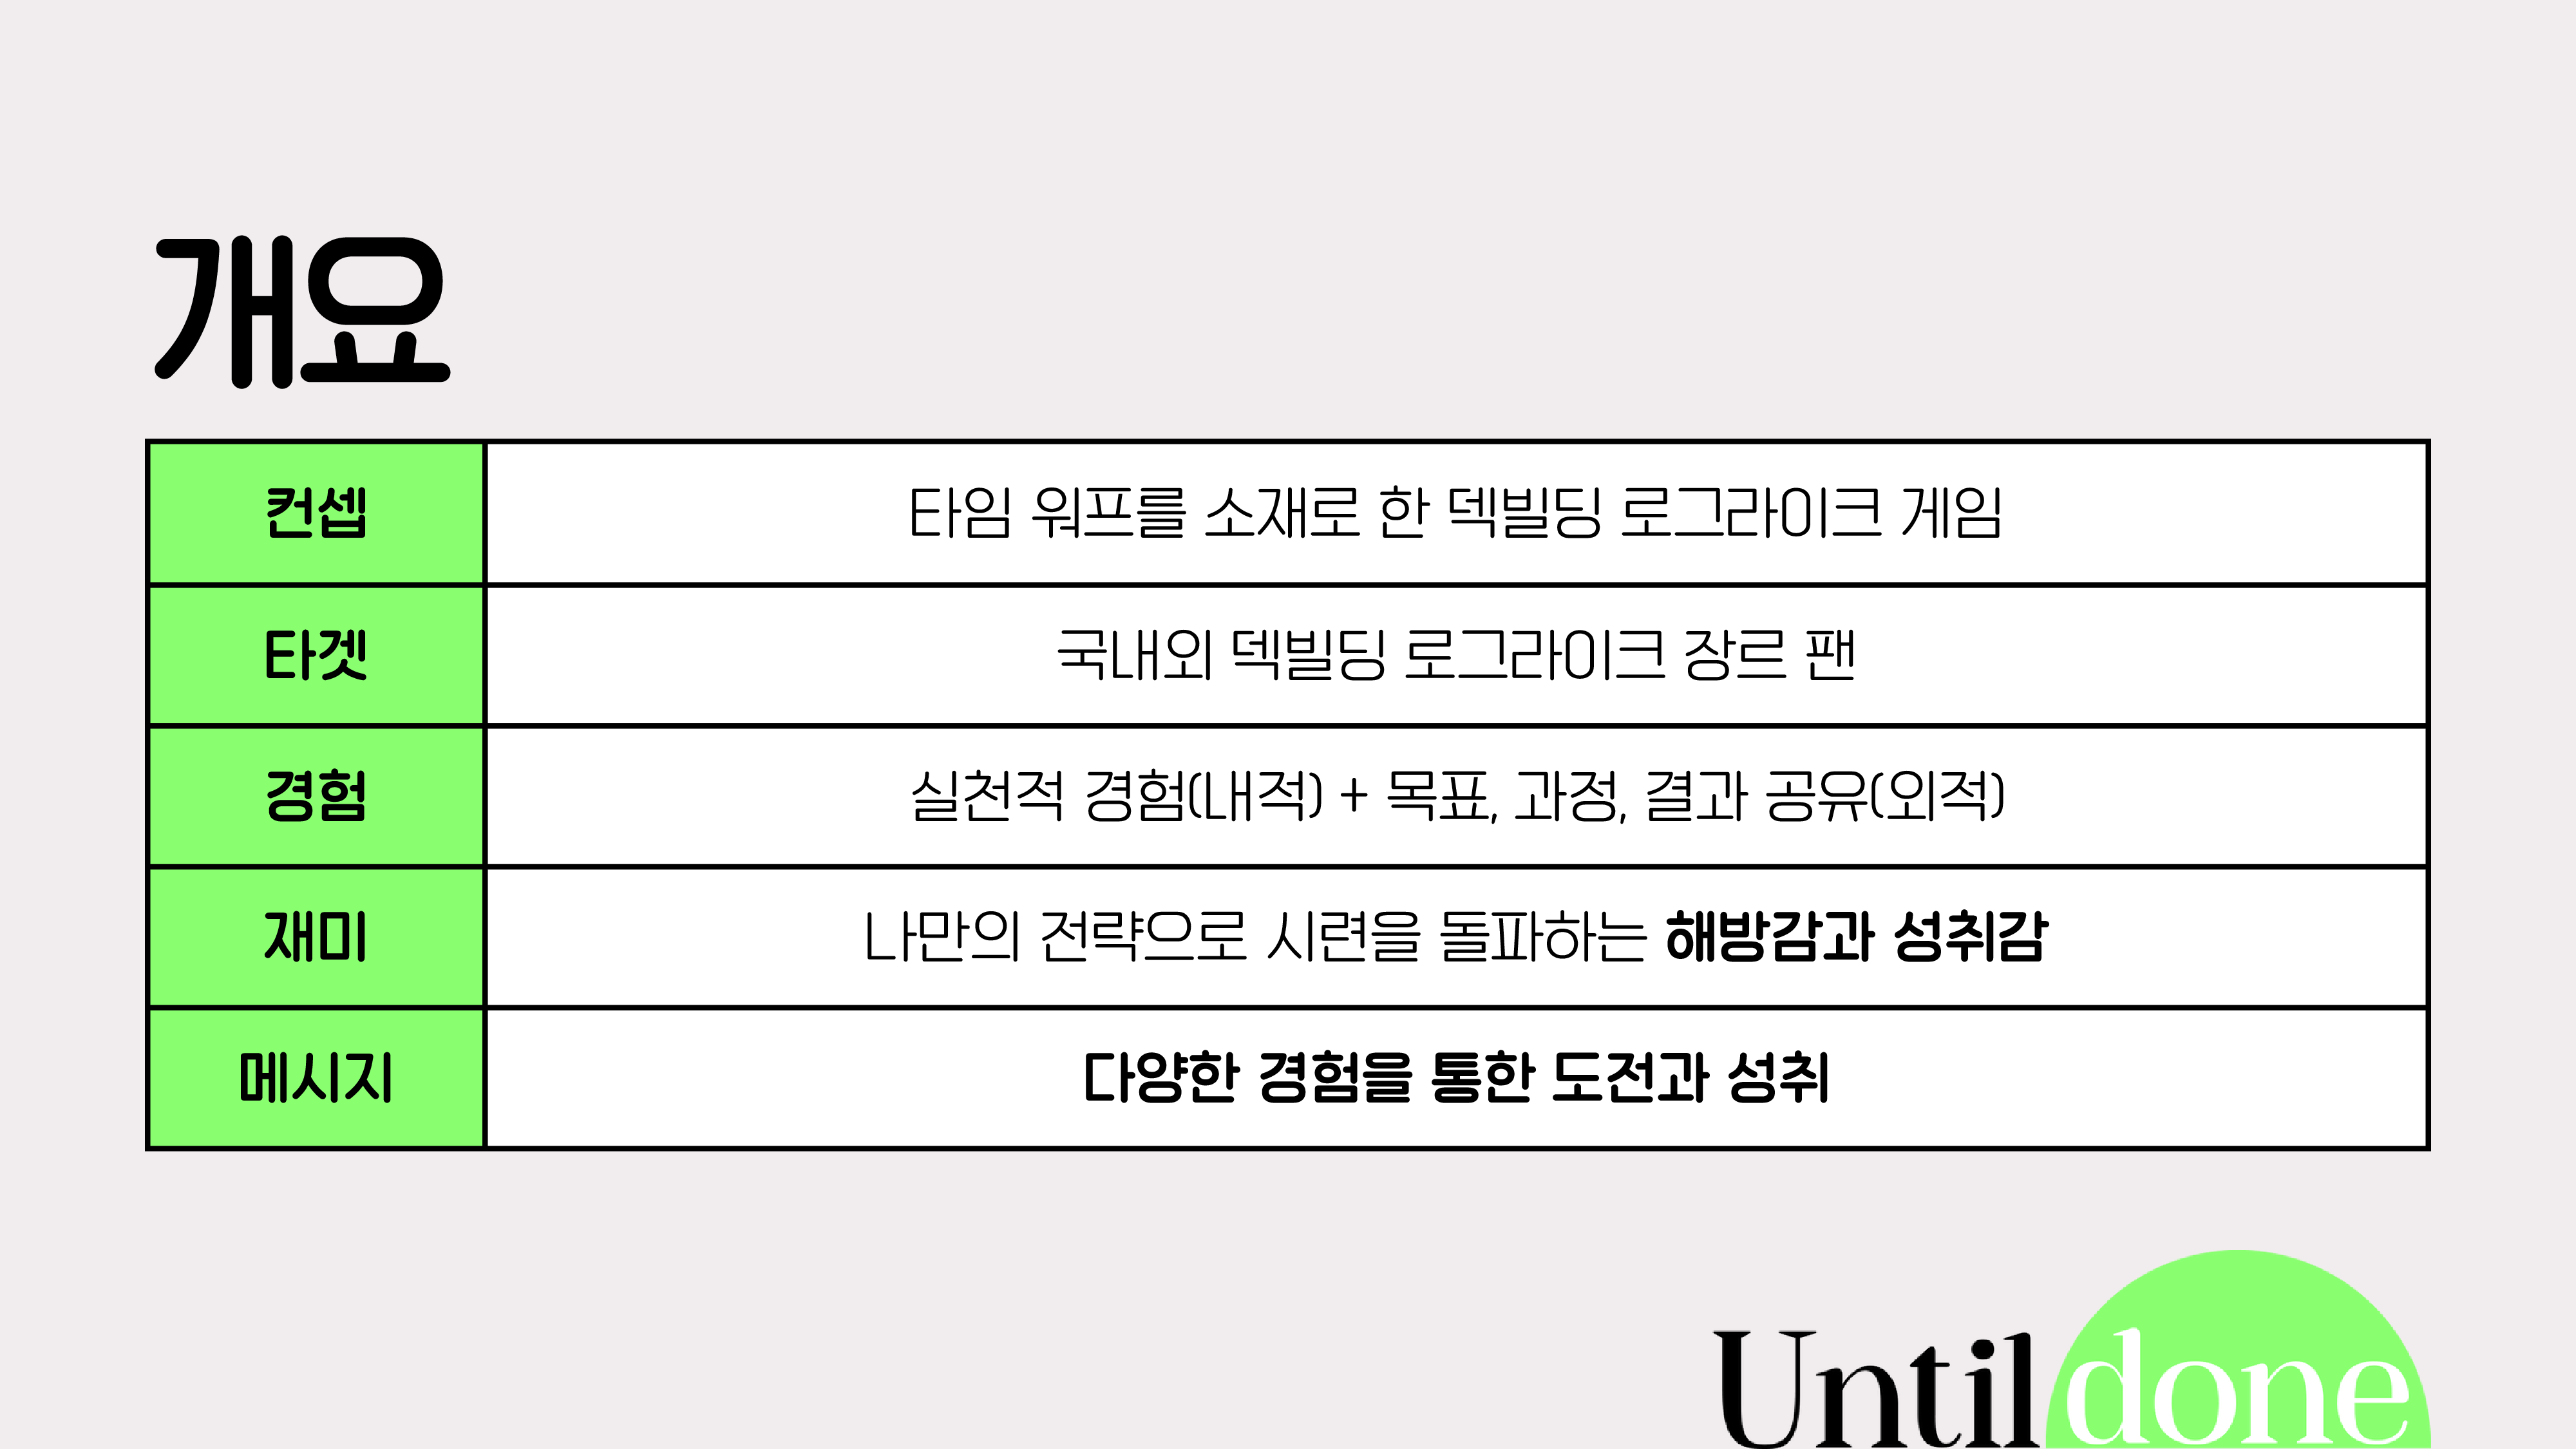 개요
컨셉 타임 워프를 소재로 한 덱빌딩 로그라이크 게임
타겟 국내외 덱빌딩 로그라이크 장르 팬
경험 실천적 경험(내적) + 목표, 과정, 결과 공유(외적)
재미 나만의 전략으로 시련을 돌파하는 해방감과 성취감
메시지 다양한 경험을 통한 도전과 성취
Until done